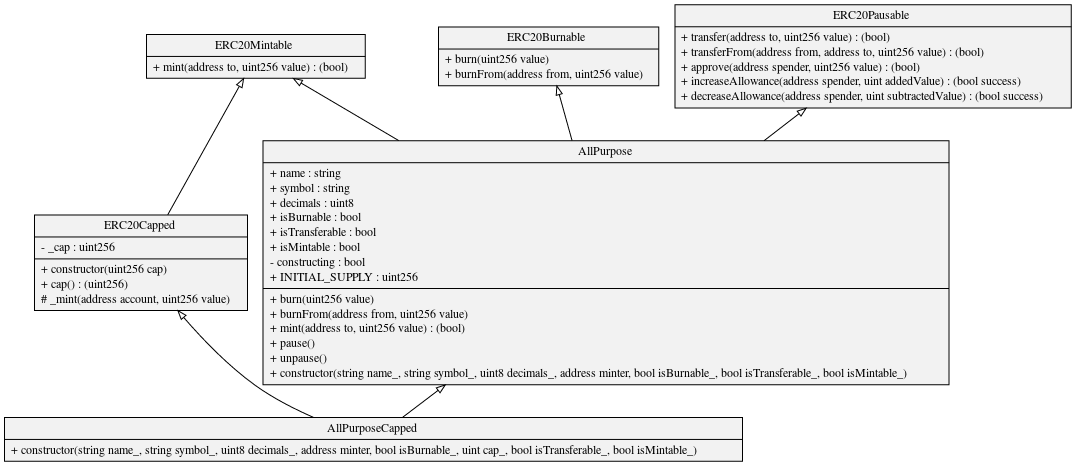 ERC20Mintable
+ mint(address to, uint256 value) : (bool)
ERC20Burnable
+ burn(uint256 value)
+ burnFrom(address from, uint256 value)
ERC20Pausable
+ transfer(address to, uint256 value) : (bool)
+ transferFrom(address from, address to, uint256 value) : (bool)
+ approve(address spender, uint256 value) : (bool)
+ increaseAllowance(address spender, uint addedValue) : (bool success)
+ decreaseAllowance(address spender, uint subtractedValue) : (bool success)
AllPurpose
+ name : string
+ symbol : string
+ decimals : uint8
+ isBurnable : bool
+ isTransferable : bool
+ isMintable : bool
- constructing : bool
+ INITIAL_SUPPLY : uint256
+ burn(uint256 value)
+ burnFrom(address from, uint256 value)
+ mint(address to, uint256 value) : (bool)
+ pause()
+ unpause()
+ constructor(string name_, string symbol_, uint8 decimals_, address minter, bool isBurnable_, bool isTransferable_, bool isMintable_)
ERC20Capped
- _cap : uint256
+ constructor(uint256 cap)
+ cap() : (uint256)
# _mint(address account, uint256 value)
AllPurposeCapped
+ constructor(string name_, string symbol_, uint8 decimals_, address minter, bool isBurnable_, uint cap_, bool isTransferable_, bool isMintable_)